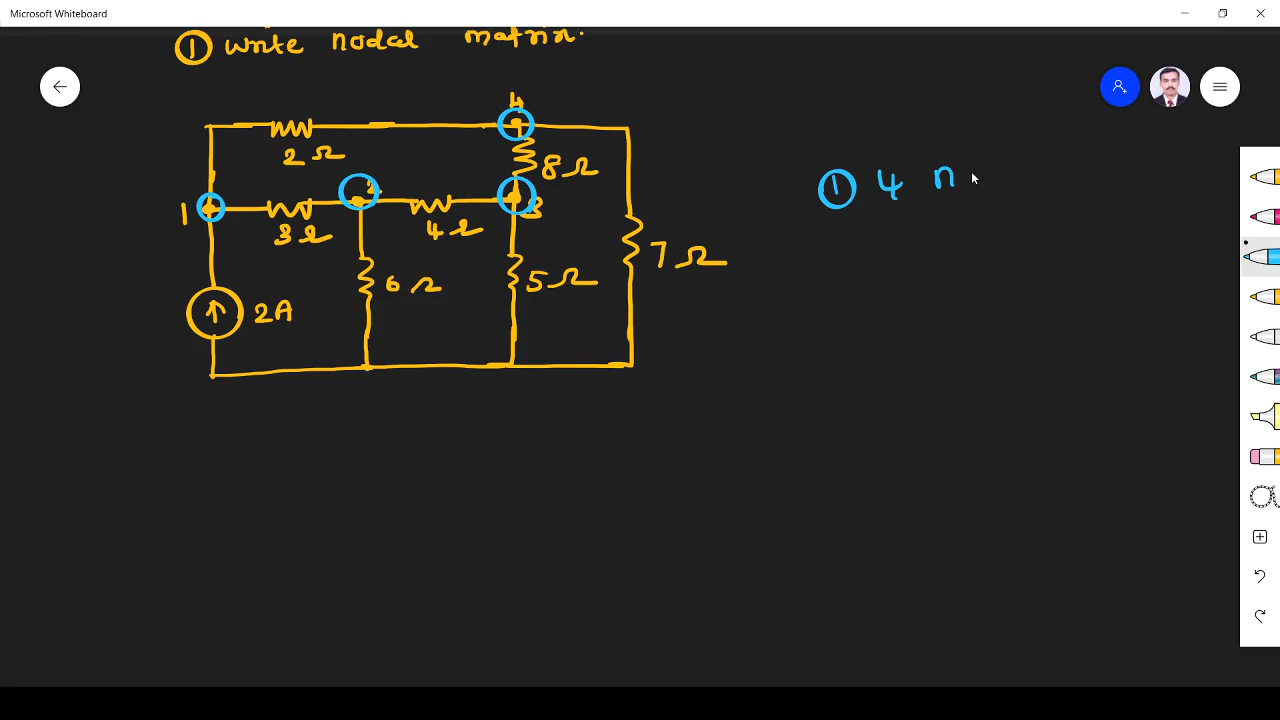 Microsoft Whiteboard
① write nodal matrix.
4
2 Ω
8 Ω
① 4 n
2
1
3
3 Ω
4 Ω
7 Ω
6 Ω
5 Ω
↑ 2A